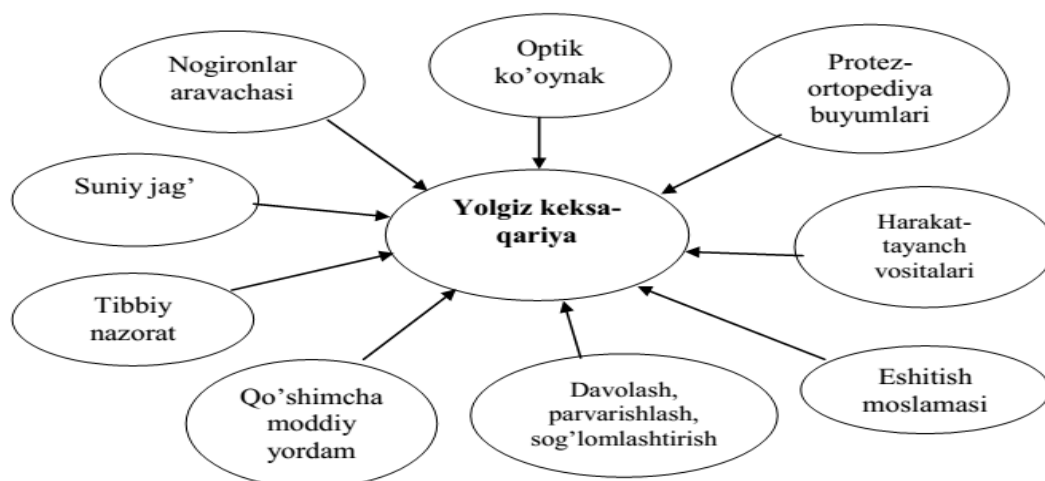 Nogironlar
aravachasi
Optik
ko’oynak
Protez-
ortopediya
buyumlari
Suniy jag’
Yolgiz keksa-
qariya
Harakat-
tayanch
vositalari
Tibbiy
nazorat
Qo’shimcha
moddiy
yordam
Davolash,
parvarishlash,
sog’lomlashtirish
Eshitish
moslamasi